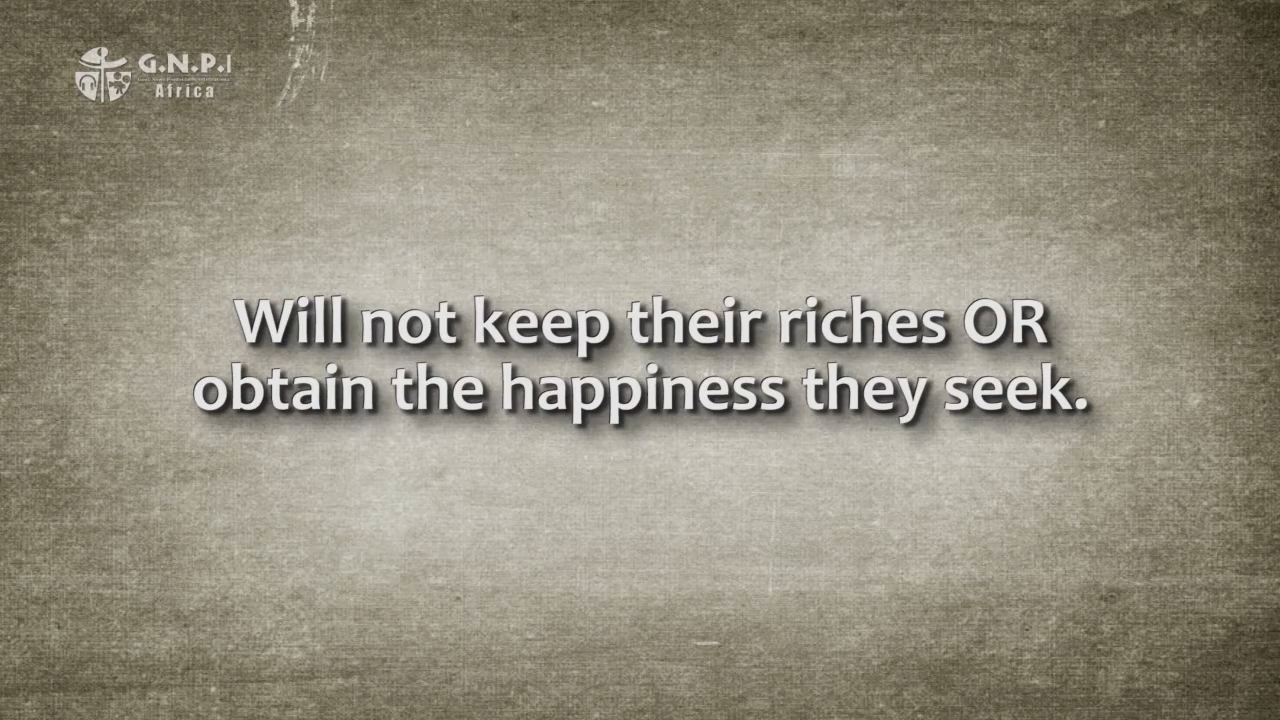 G.N.P.I
Africa
Will not keep their riches OR
obtain the happiness they seek.